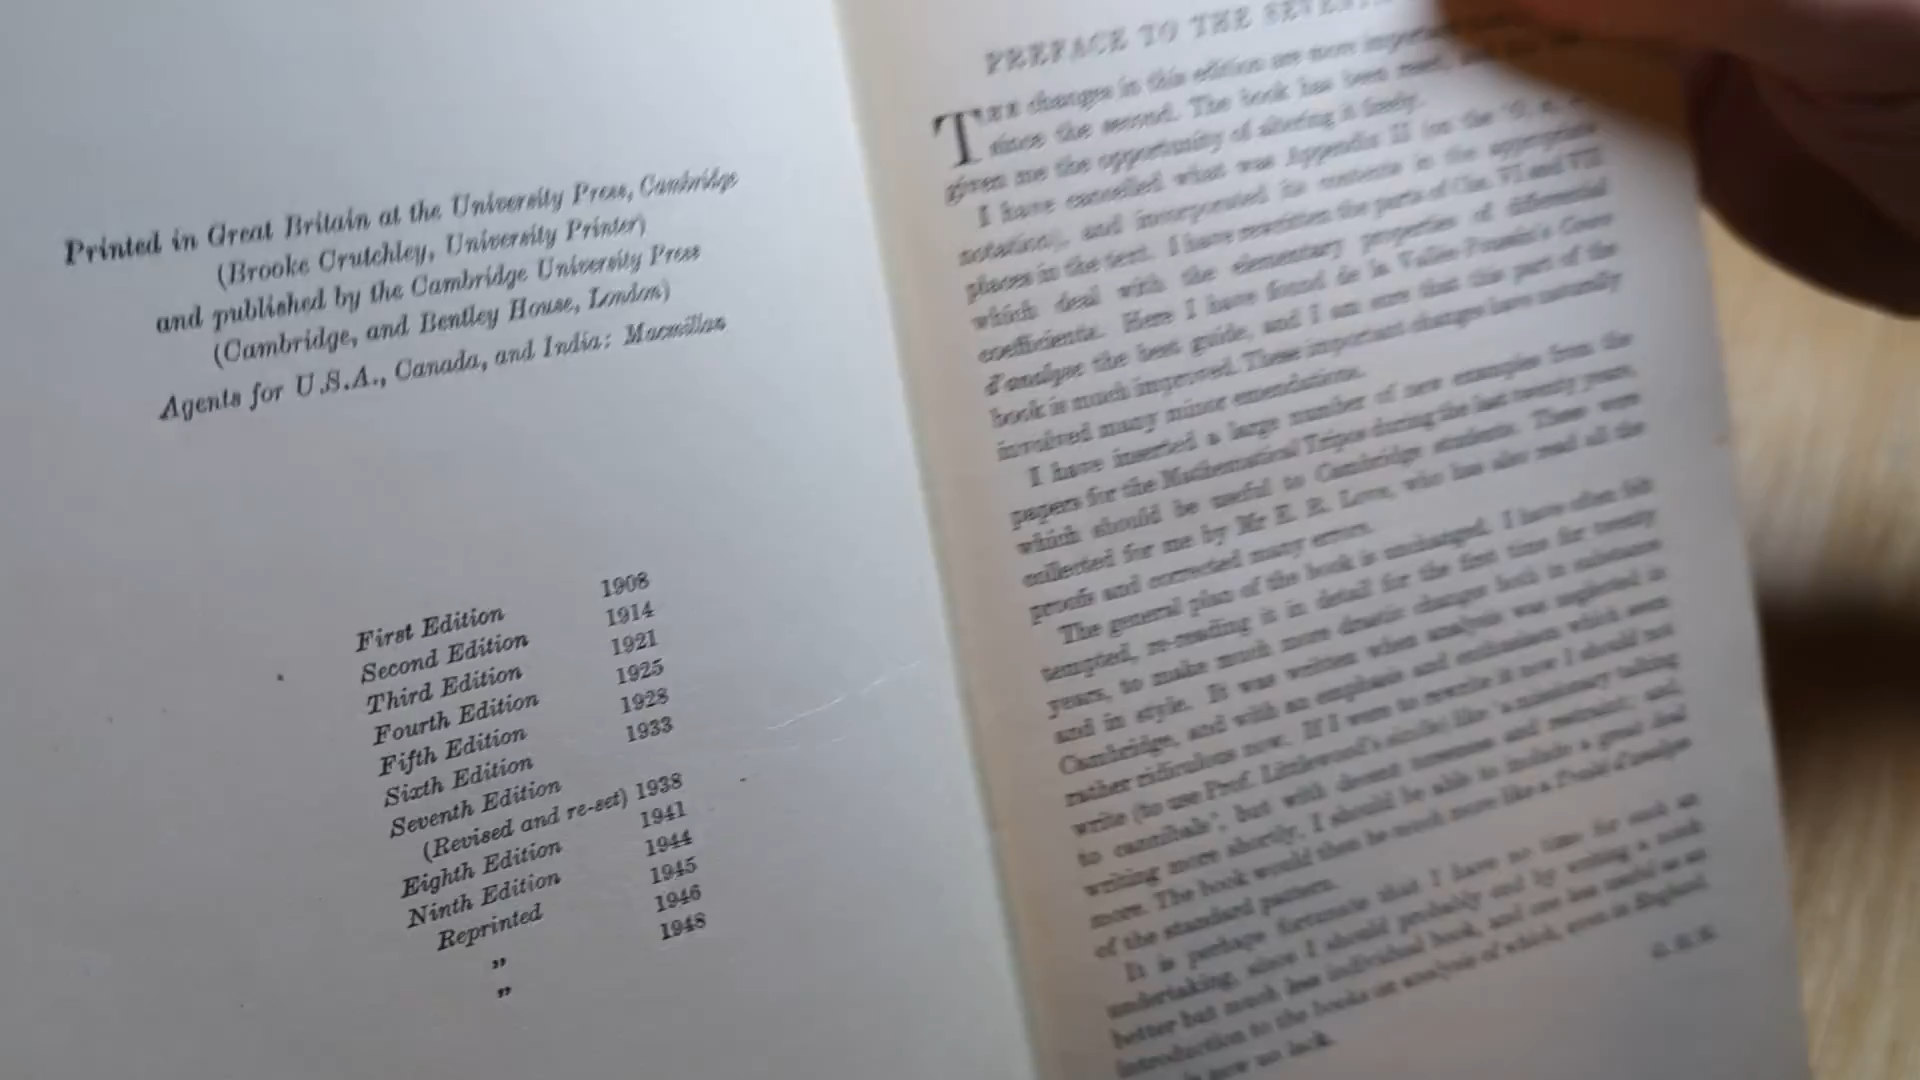 Printed in Great Britain at the University Press, Cambridge
(Brooke Crutchley, University Printer)
and published by the Cambridge University Press
(Cambridge, and Bentley House, London)
Agents for U.S.A., Canada, and India: Macmillan
First Edition 1908
Second Edition 1914
Third Edition 1921
Fourth Edition 1925
Fifth Edition 1928
Sixth Edition 1933
Seventh Edition
(Revised and re-set) 1938
Eighth Edition 1941
Ninth Edition 1944
Reprinted 1945
" 1946
" 1948
PREFACE TO THE
THE changes in this edition are more
since the second. The book has been
given me the opportunity of altering it freely.
I have cancelled what was Appendix II (on the
notation), and incorporated its contents in the appropriate
places in the text. I have rewritten the parts of Chs. VI and VII
which deal with the elementary properties of differential
coefficients. Here I have found de la Vallée-Poussin's Cours
d'analyse the best guide, and I am sure that this part of the
book is much improved. These important changes have naturally
involved many minor emendations.
I have inserted a large number of new examples from the
papers for the Mathematical Tripos during the last twenty years,
which should be useful to Cambridge students. These were
collected for me by Mr E. R. Love, who has also read all the
proofs and corrected many errors.
The general plan of the book is unchanged. I have often felt
tempted, re-reading it in detail for the first time for twenty
years, to make much more drastic changes both in substance
and in style. It was written when analysis was neglected in
Cambridge, and with an emphasis and enthusiasm which seem
rather ridiculous now. If I were to rewrite it now I should not
write (to use Prof. Littlewood's simile) like 'a missionary talking
to cannibals', but with decent terseness and restraint; and,
writing more shortly, I should be able to include a great deal
more. The book would then be much more like a Traité d'analyse
of the standard pattern.
It is perhaps fortunate that I have no time for such an
undertaking, since I should probably end by writing a much
better but much less individual book, and one less useful as an
introduction to the books on analysis of which, even in England,
now no lack.
G. H. H.